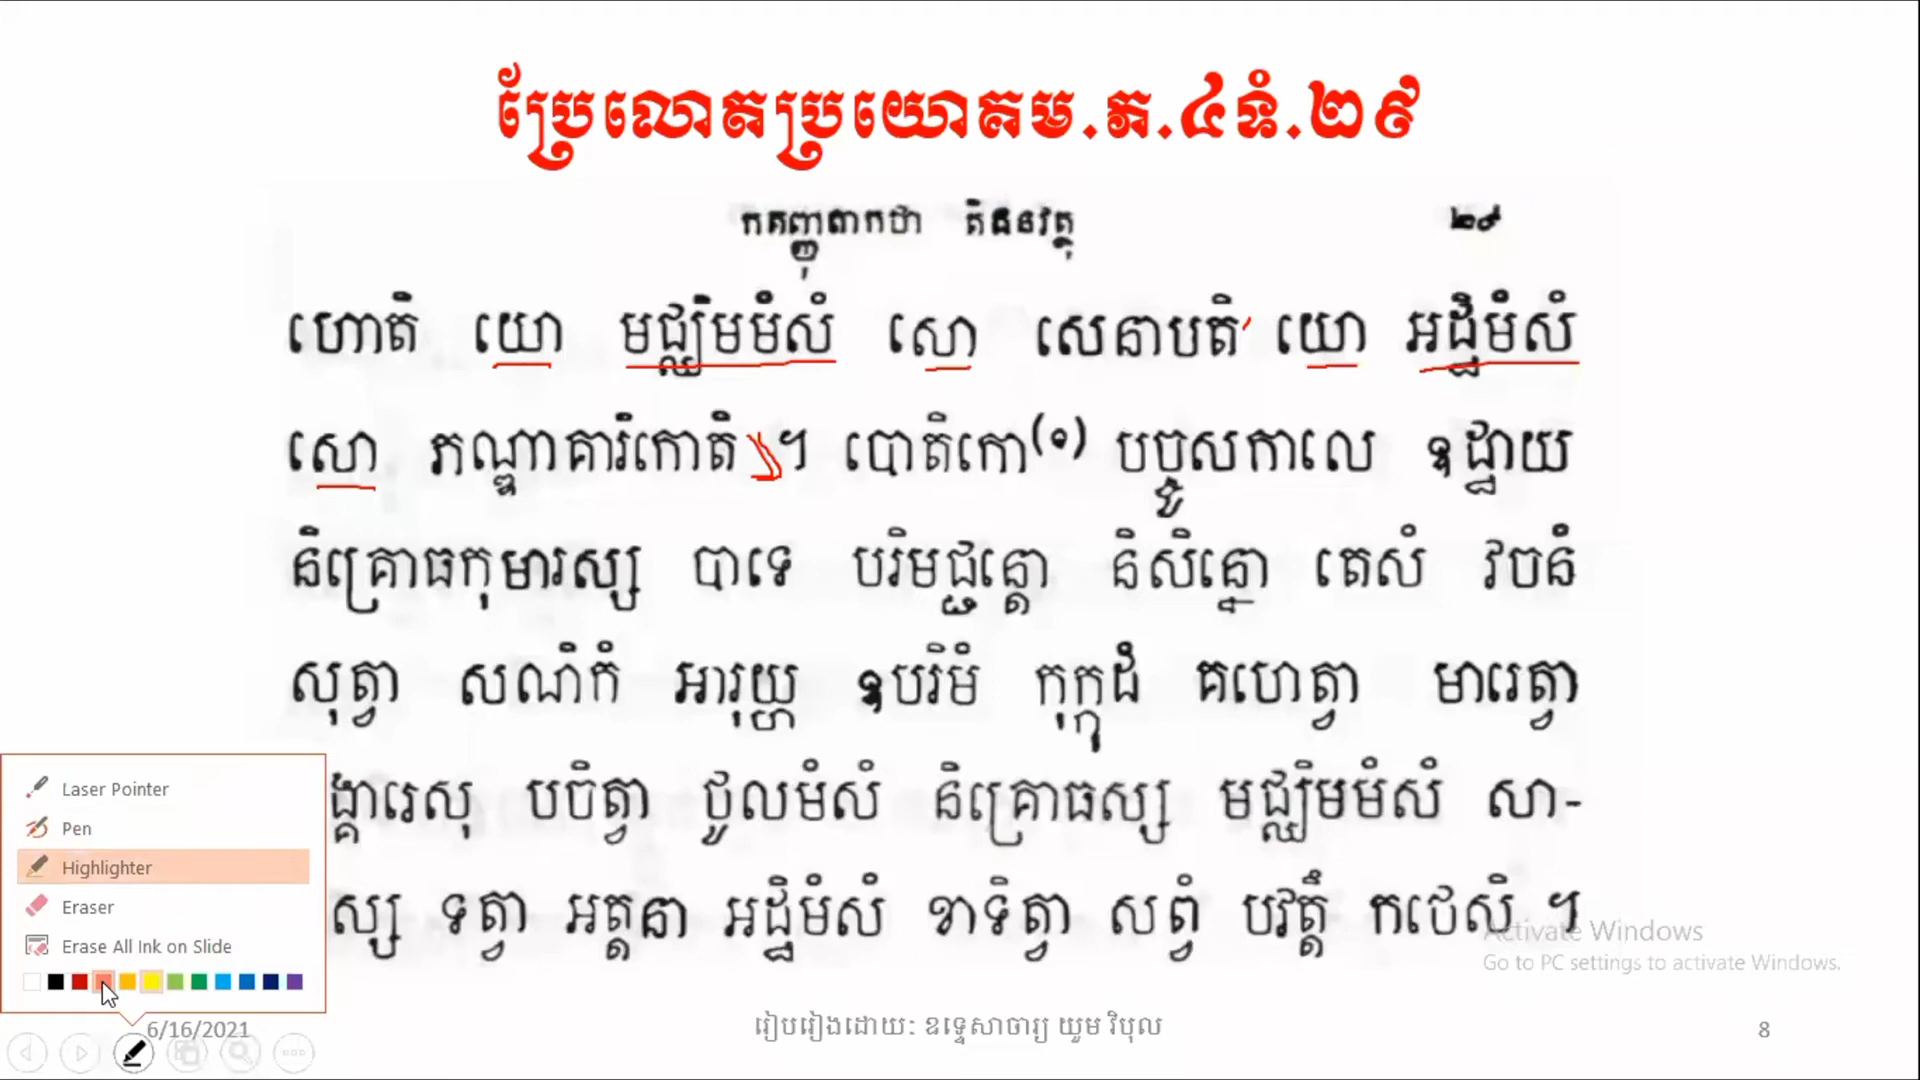 ប្រែលោតប្រយោគម.ភ.៤ទំ.២៩
កតញ្ញុតាកថា តិជនវត្ថុ ២៩
ហោតិ យោ មជ្ឈិមមំសំ សោ សេនាបតិ យោ អដ្ឋិមំសំ
សោ ភណ្ឌាគារិកោតិ ។ បោតិកោ(១) បច្ចូសកាលេ ឧដ្ឋាយ
និគ្រោធកុមារស្ស បាទេ បរិមជ្ជន្តោ និសិន្នោ តេសំ វចនំ
សុត្វា សណិកំ អារុយ្ហ ឧបរិមំ កុក្កុដំ គហេត្វា មារេត្វា
ង្គារេសុ បចិត្វា ថូលមំសំ និគ្រោធស្ស មជ្ឈិមមំសំ សា-
ស្ស ទត្វា អត្តនា អដ្ឋិមំសំ ខាទិត្វា សព្វំ បវត្តឹ កថេសិ ។
Laser Pointer
Pen
Highlighter
Eraser
Erase All Ink on Slide
Activate Windows
Go to PC settings to activate Windows.
6/16/2021 រៀបរៀងដោយ: ឧទ្ទេសាចារ្យ យួម វិបុល 8